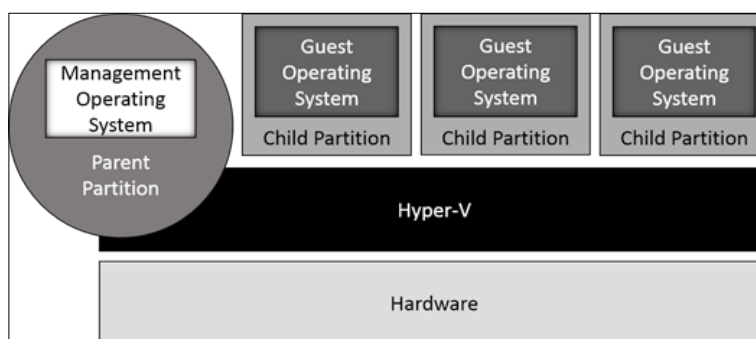 Management
Operating
System
Parent
Partition
Guest
Operating
System
Child Partition
Guest
Operating
System
Child Partition
Guest
Operating
System
Child Partition
Hyper-V
Hardware